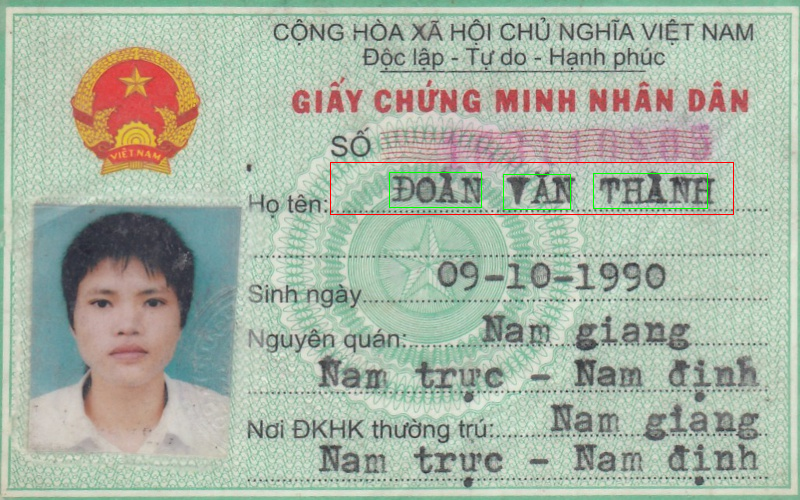 CỘNG HÒA XÃ HỘI CHỦ NGHĨA VIỆT NAM
Độc lập - Tự do - Hạnh phúc
GIẤY CHỨNG MINH NHÂN DÂN
VIỆT NAM
SỐ
Họ tên: ĐOÀN VĂN THÀNH
Sinh ngày 09-10-1990
Nguyên quán: Nam giang
Nam trực - Nam định
Nơi ĐKHK thường trú: Nam giang
Nam trực - Nam định